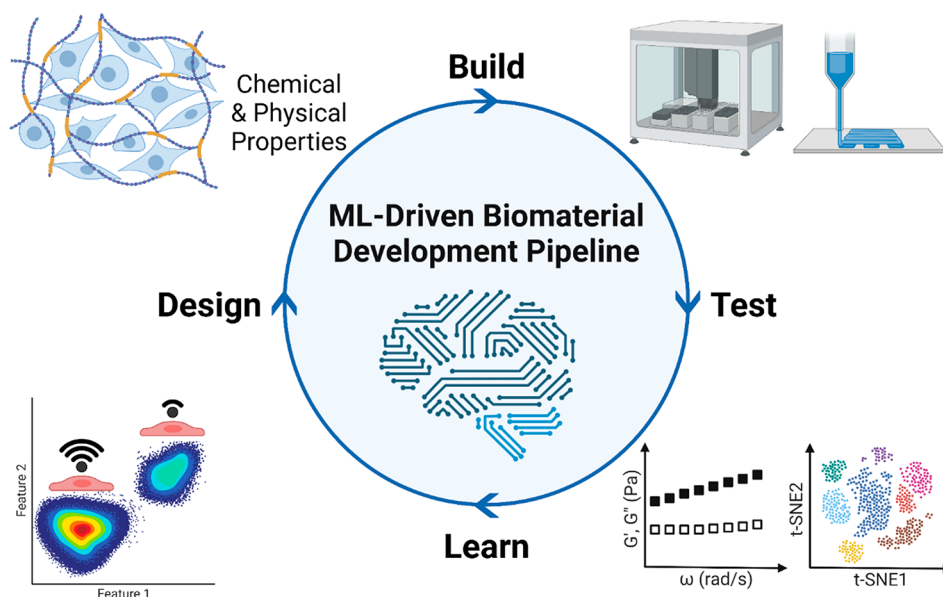 Build
Chemical
& Physical
Properties
ML-Driven Biomaterial
Development Pipeline
Design
Test
Learn
Feature 2
Feature 1
G', G" (Pa)
ω (rad/s)
t-SNE2
t-SNE1